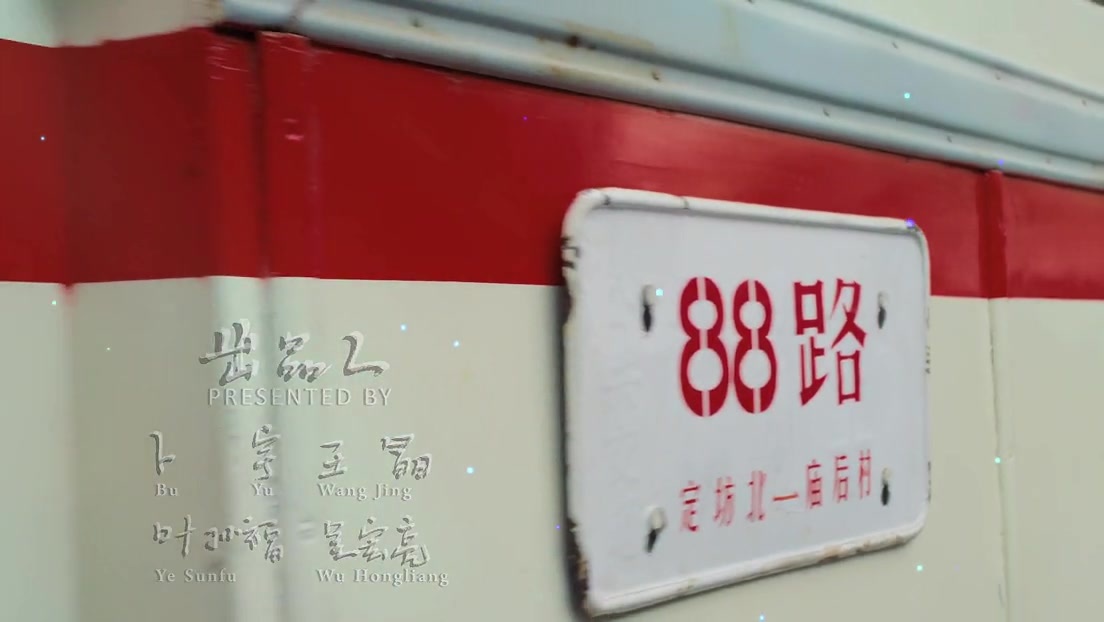 出品人
PRESENTED BY
卜 宇 王 晶
Bu Yu Wang Jing
叶孙福 吴宏亮
Ye Sunfu Wu Hongliang
88路
定坊北—庙后村